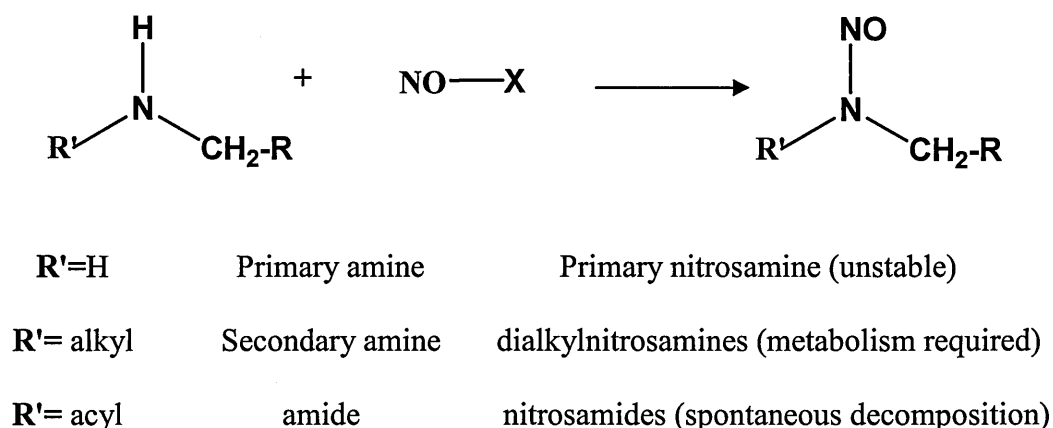 H NO
N + NO—X N
R' CH₂-R R' CH₂-R
R'=H Primary amine Primary nitrosamine (unstable)
R'= alkyl Secondary amine dialkylnitrosamines (metabolism required)
R'= acyl amide nitrosamides (spontaneous decomposition)